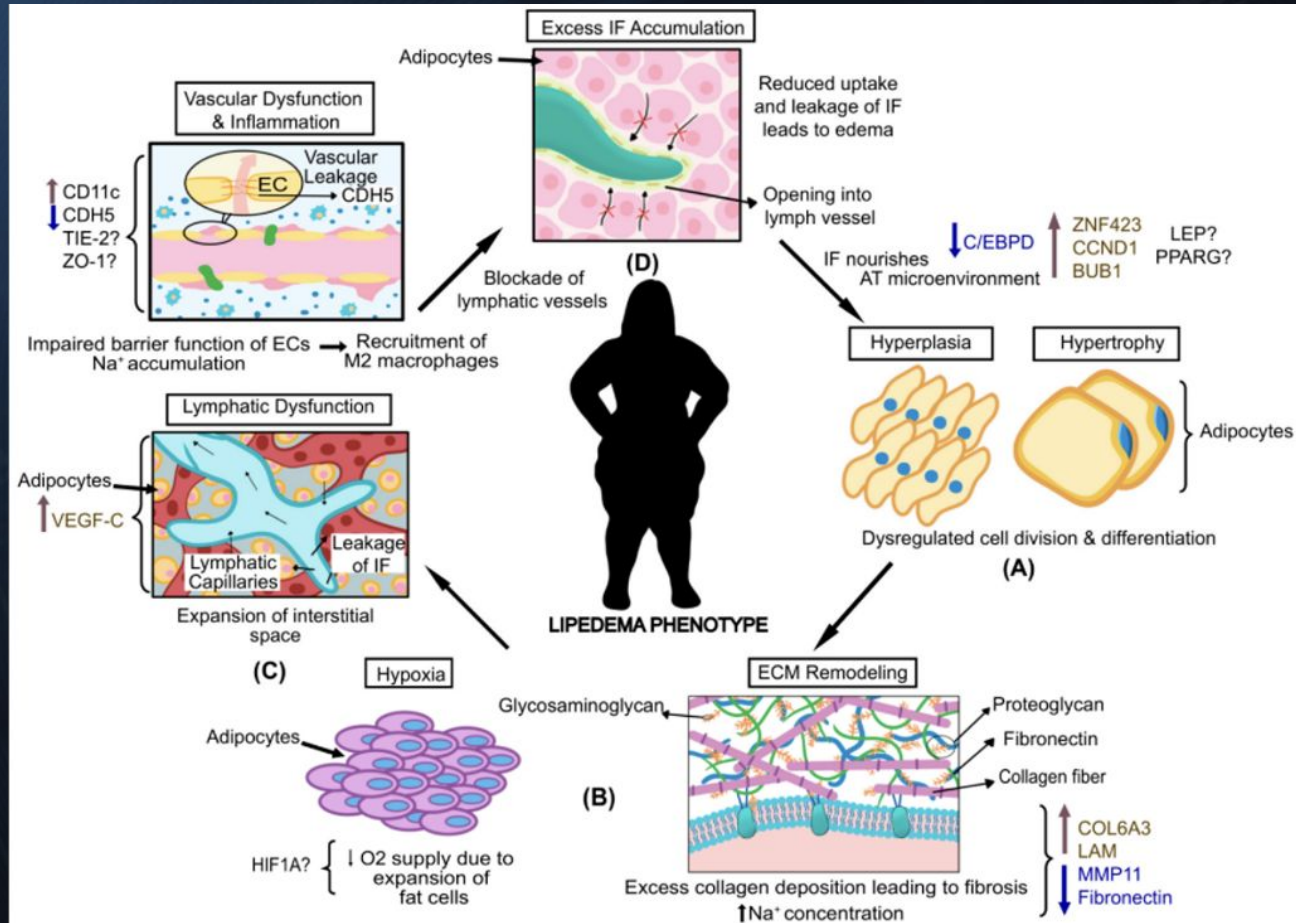 Excess IF Accumulation
Adipocytes
Reduced uptake
and leakage of IF
leads to edema
Opening into
lymph vessel
(D)
Blockade of
lymphatic vessels
Vascular Dysfunction
& Inflammation
Vascular
Leakage
EC
CDH5
↑ CD11c
↓ CDH5
TIE-2?
ZO-1?
Impaired barrier function of ECs → Recruitment of
Na⁺ accumulation M2 macrophages
IF nourishes
AT microenvironment
↓ C/EBPD
↑ ZNF423
CCND1
BUB1
LEP?
PPARG?
Hyperplasia
Hypertrophy
Adipocytes
Dysregulated cell division & differentiation
(A)
Lymphatic Dysfunction
Adipocytes
↑ VEGF-C
Lymphatic
Capillaries
Leakage
of IF
Expansion of interstitial
space
(C)
LIPEDEMA PHENOTYPE
Hypoxia
Adipocytes
HIF1A?
↓ O2 supply due to
expansion of
fat cells
(B)
ECM Remodeling
Glycosaminoglycan
Proteoglycan
Fibronectin
Collagen fiber
↑ COL6A3
LAM
↓ MMP11
Fibronectin
Excess collagen deposition leading to fibrosis
↑Na⁺ concentration